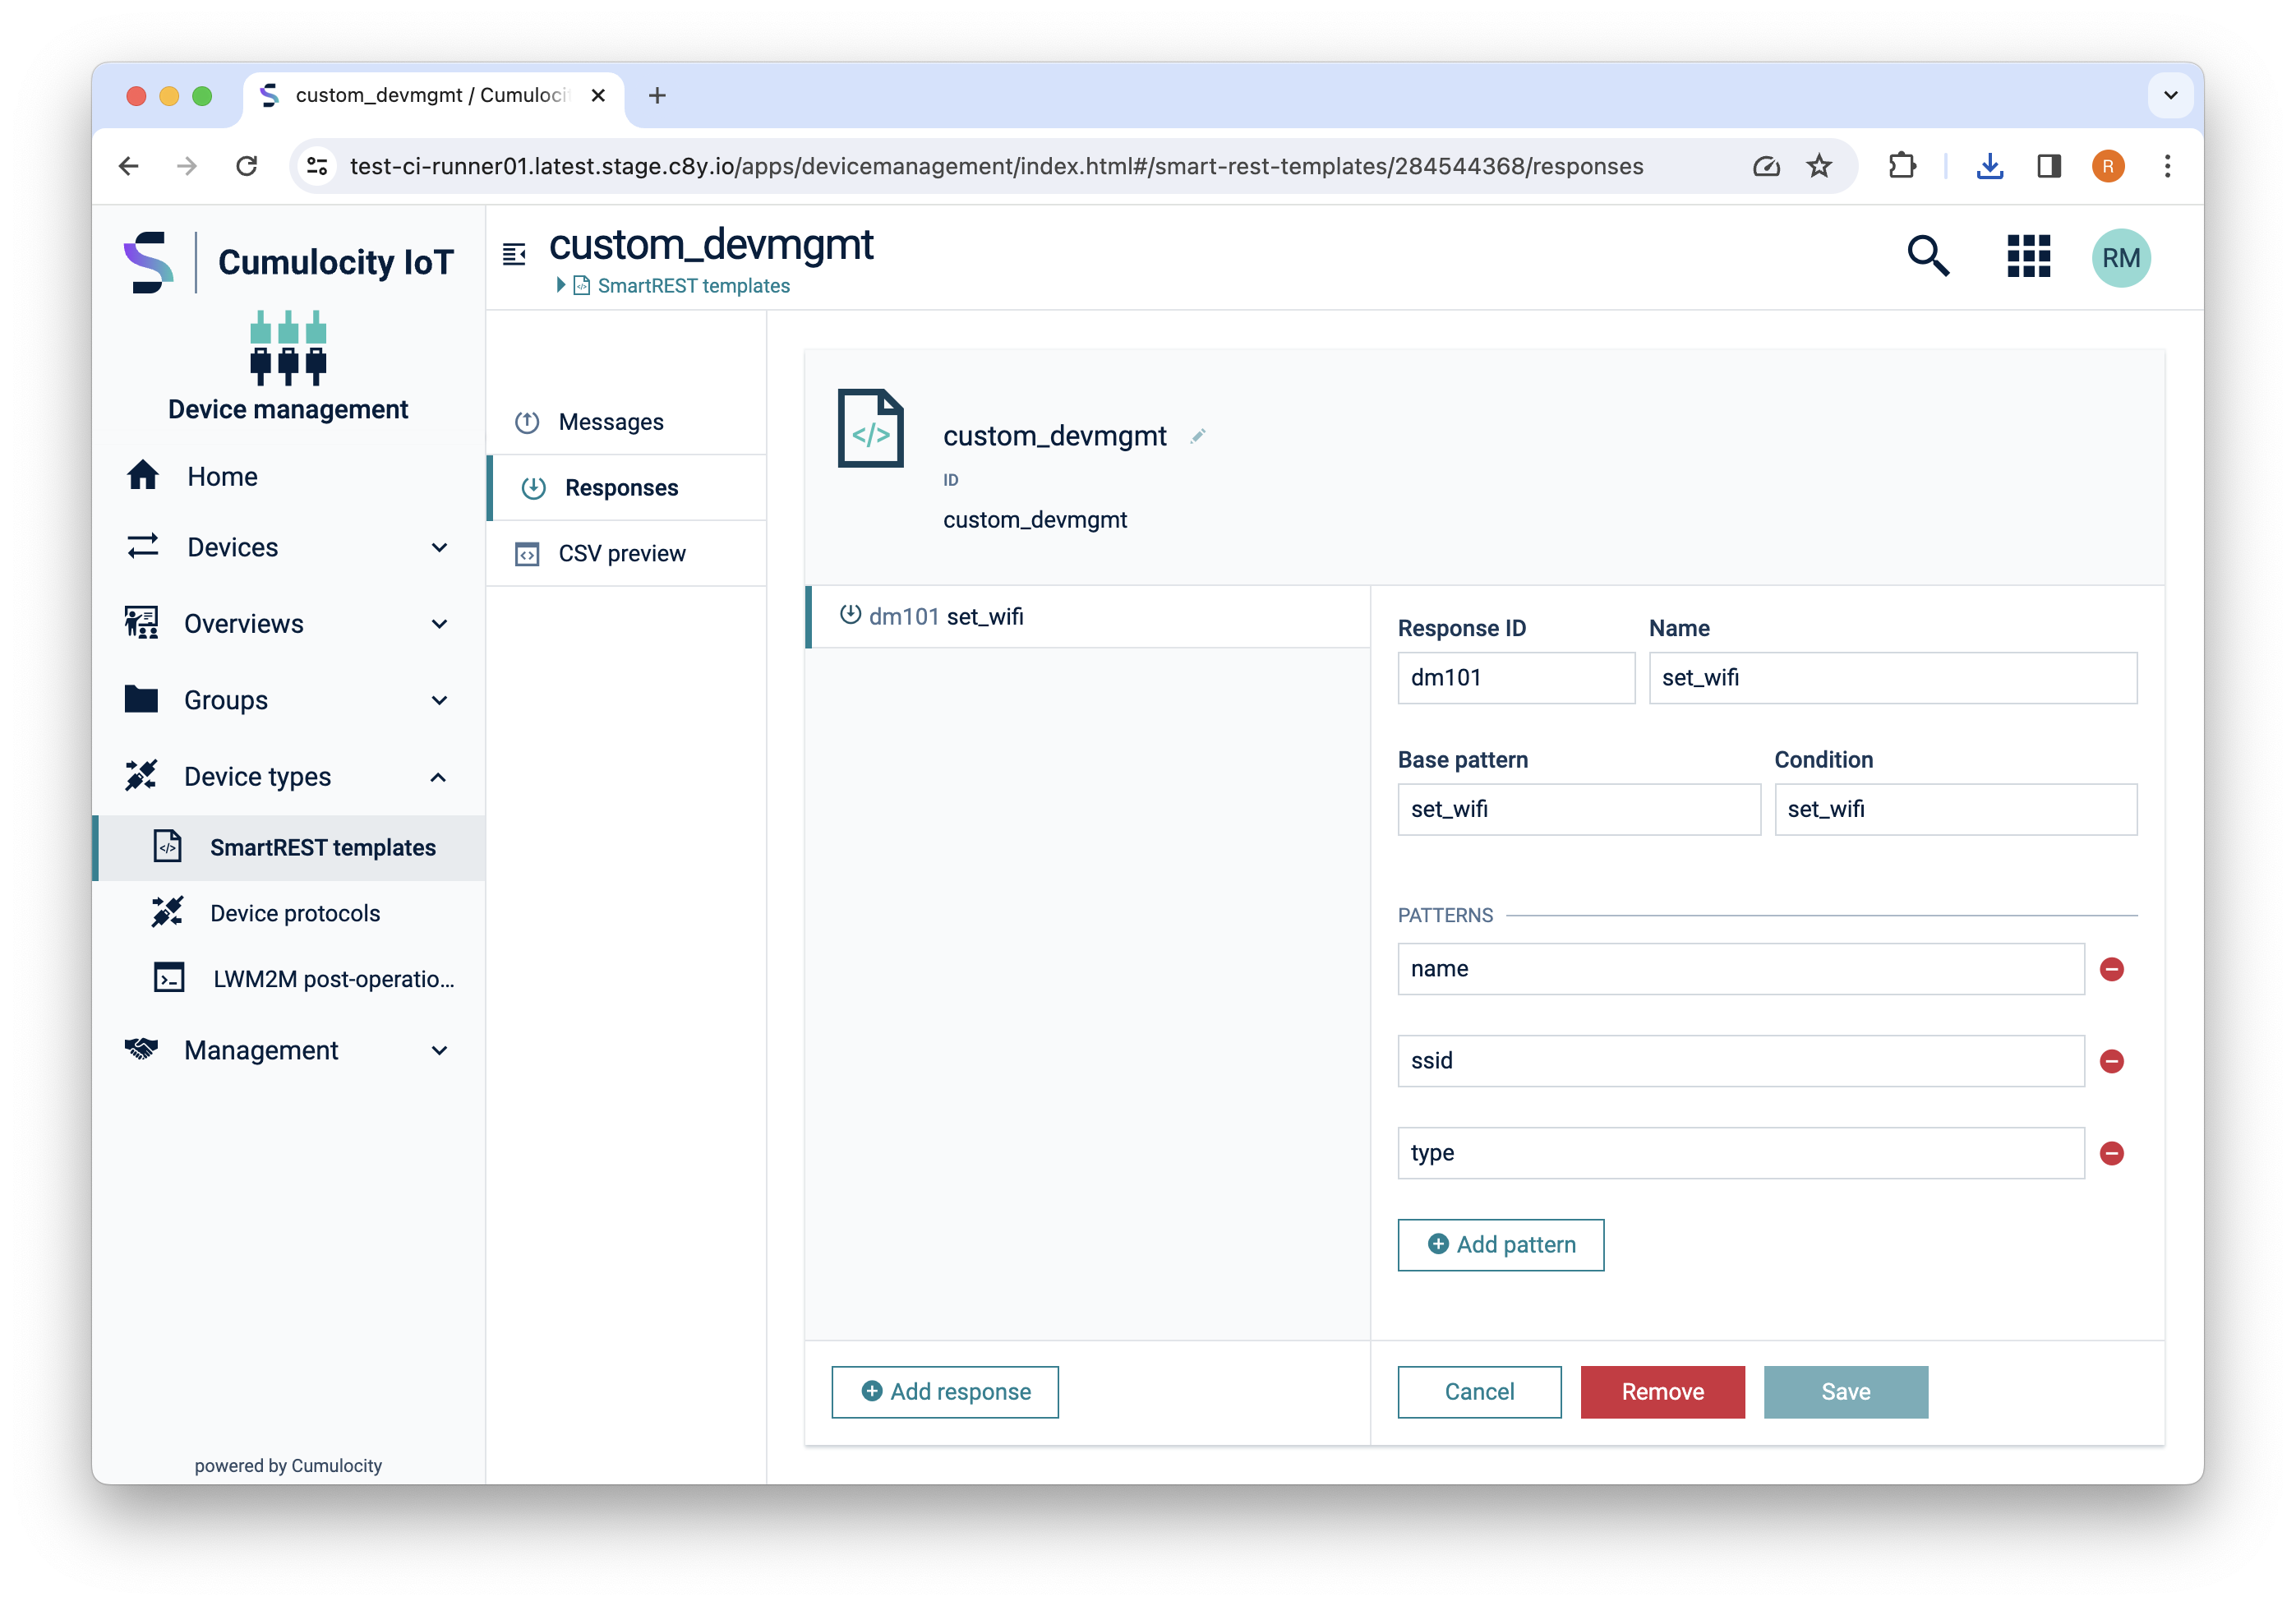 custom_devmgmt / Cumuloci
test-ci-runner01.latest.stage.c8y.io/apps/devicemanagement/index.html#/smart-rest-templates/284544368/responses
R
Cumulocity IoT
Device management
Home
Devices
Overviews
Groups
Device types
SmartREST templates
Device protocols
LWM2M post-operatio...
Management
powered by Cumulocity
custom_devmgmt
SmartREST templates
RM
Messages
Responses
CSV preview
</>
custom_devmgmt
ID
custom_devmgmt
dm101 set_wifi
Add response
Response ID Name
dm101 set_wifi
Base pattern Condition
set_wifi set_wifi
PATTERNS
name
ssid
type
Add pattern
Cancel Remove Save